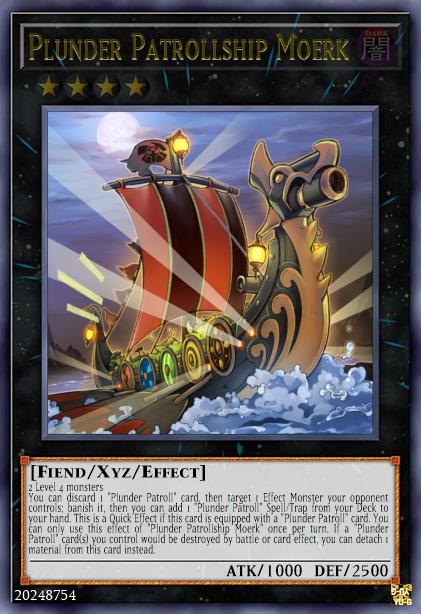 PLUNDER PATROLLSHIP MOERK
DARK
闇
[FIEND/XYZ/EFFECT]
2 Level 4 monsters
You can discard 1 "Plunder Patroll" card, then target 1 Effect Monster your opponent
controls; banish it, then you can add 1 "Plunder Patroll" Spell/Trap from your Deck to
your hand. This is a Quick Effect if this card is equipped with a "Plunder Patroll" card. You
can only use this effect of "Plunder Patrollship Moerk" once per turn. If a "Plunder
Patroll" card(s) you control would be destroyed by battle or card effect, you can detach 1
material from this card instead.
ATK/1000 DEF/2500
20248754